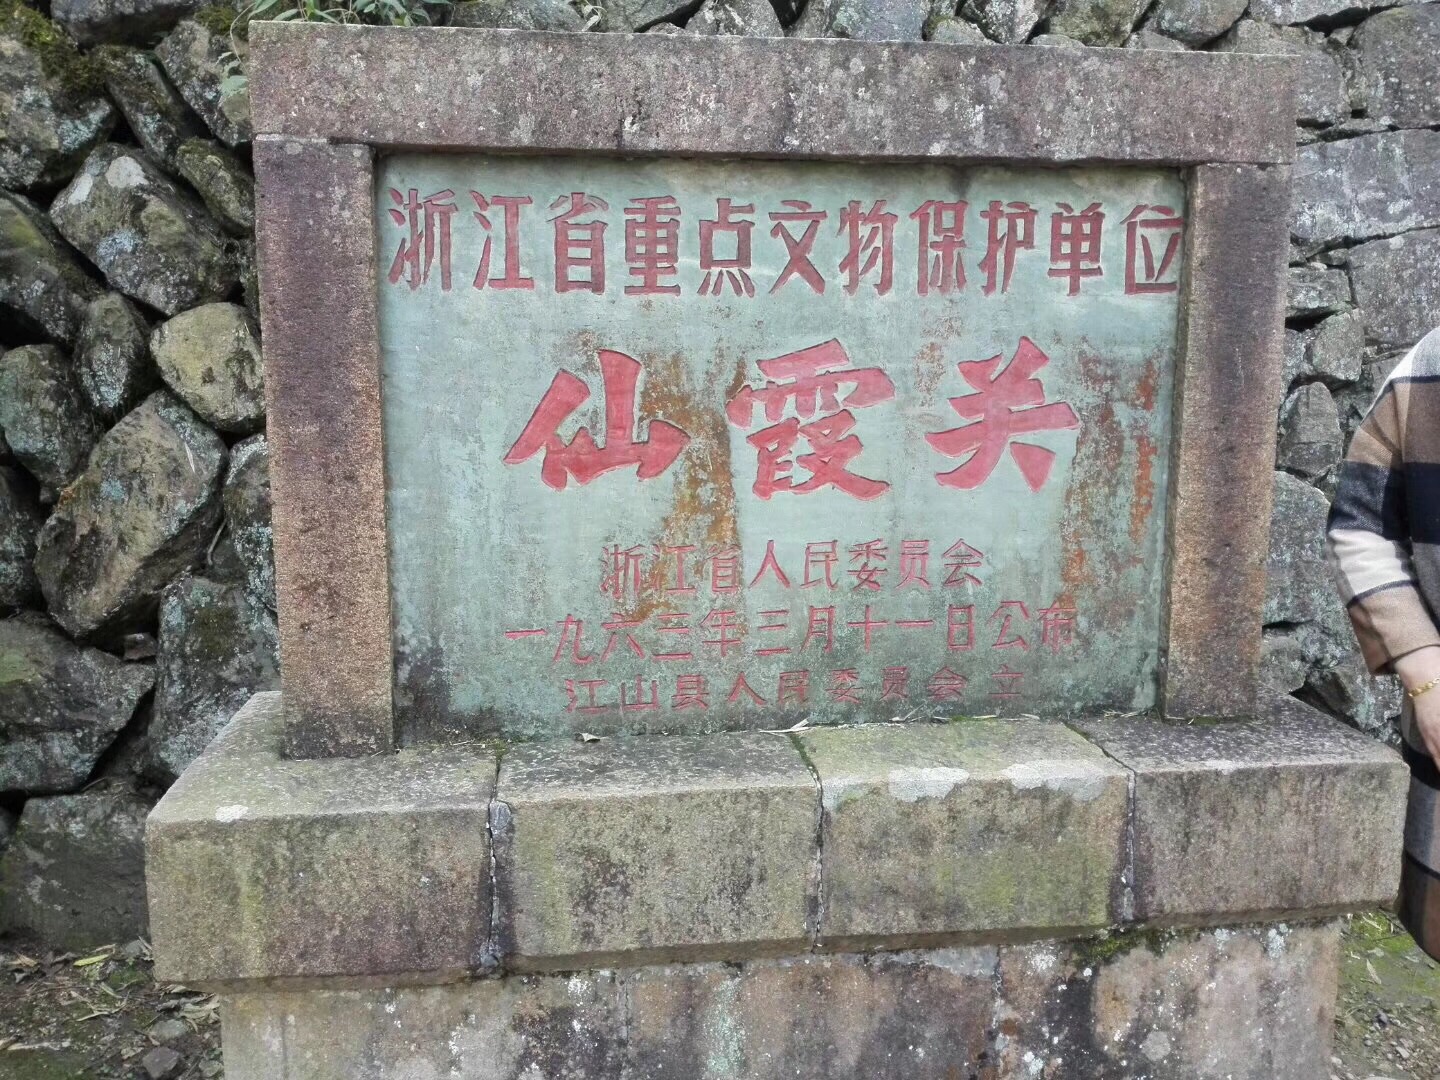 浙江省重点文物保护单位
仙霞关
浙江省人民委员会
一九六三年三月十一日公布
江山县人民委员会立